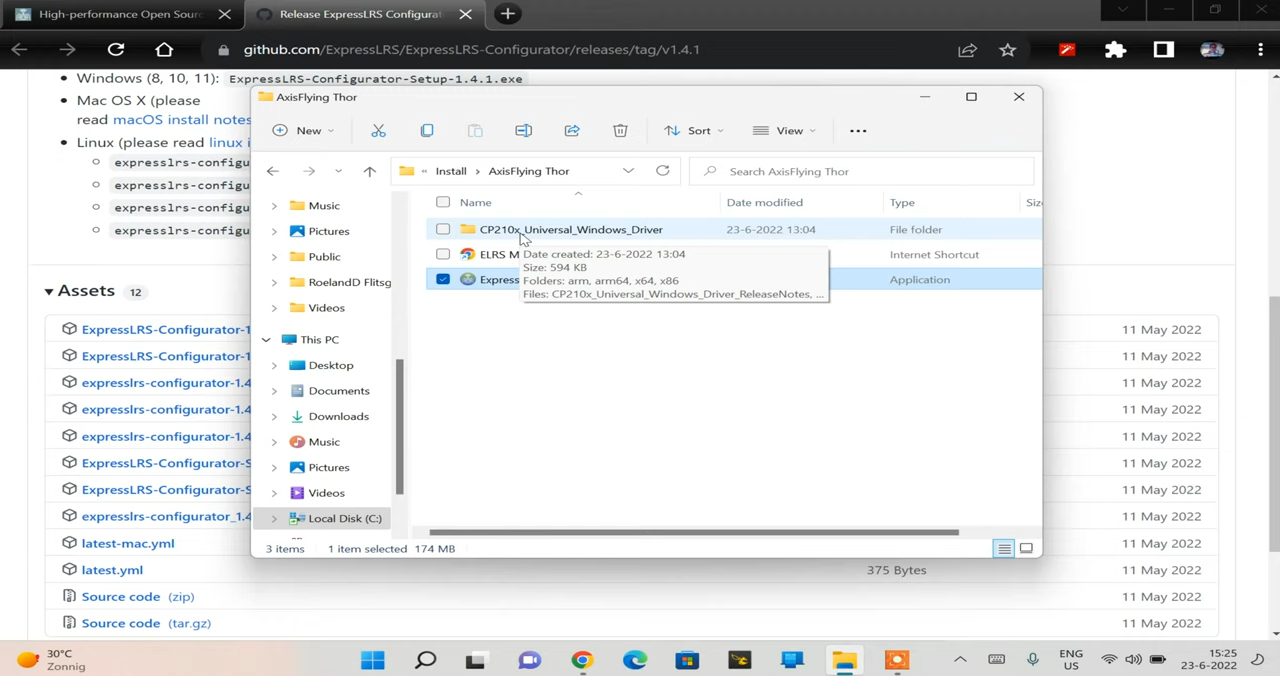 High-performance Open Sour
Release ExpressLRS Configurat
github.com/ExpressLRS/ExpressLRS-Configurator/releases/tag/v1.4.1
Windows (8, 10, 11): ExpressLRS-Configurator-Setup-1.4.1.exe
Mac OS X (please
read macOS install notes
Linux (please read linux i
expresslrs-configu
expresslrs-configu
expresslrs-configu
expresslrs-configu
Assets 12
ExpressLRS-Configurator-1 11 May 2022
ExpressLRS-Configurator-1 11 May 2022
expresslrs-configurator-1.4 11 May 2022
expresslrs-configurator-1.4 11 May 2022
expresslrs-configurator-1.4 11 May 2022
ExpressLRS-Configurator-S 11 May 2022
ExpressLRS-Configurator-S 11 May 2022
expresslrs-configurator_1.4 11 May 2022
latest-mac.yml 11 May 2022
latest.yml 375 Bytes 11 May 2022
Source code (zip) 11 May 2022
Source code (tar.gz) 11 May 2022
AxisFlying Thor
New Sort View
« Install › AxisFlying Thor Search AxisFlying Thor
Music
Pictures
Public
RoelandD Flitsg
Videos
This PC
Desktop
Documents
Downloads
Music
Pictures
Videos
Local Disk (C:)
Name Date modified Type Siz
CP210x_Universal_Windows_Driver 23-6-2022 13:04 File folder
ELRS M Internet Shortcut
Express Application
Date created: 23-6-2022 13:04
Size: 594 KB
Folders: arm, arm64, x64, x86
Files: CP210x_Universal_Windows_Driver_ReleaseNotes, ...
3 items 1 item selected 174 MB
30°C
Zonnig
ENG
US
15:25
23-6-2022